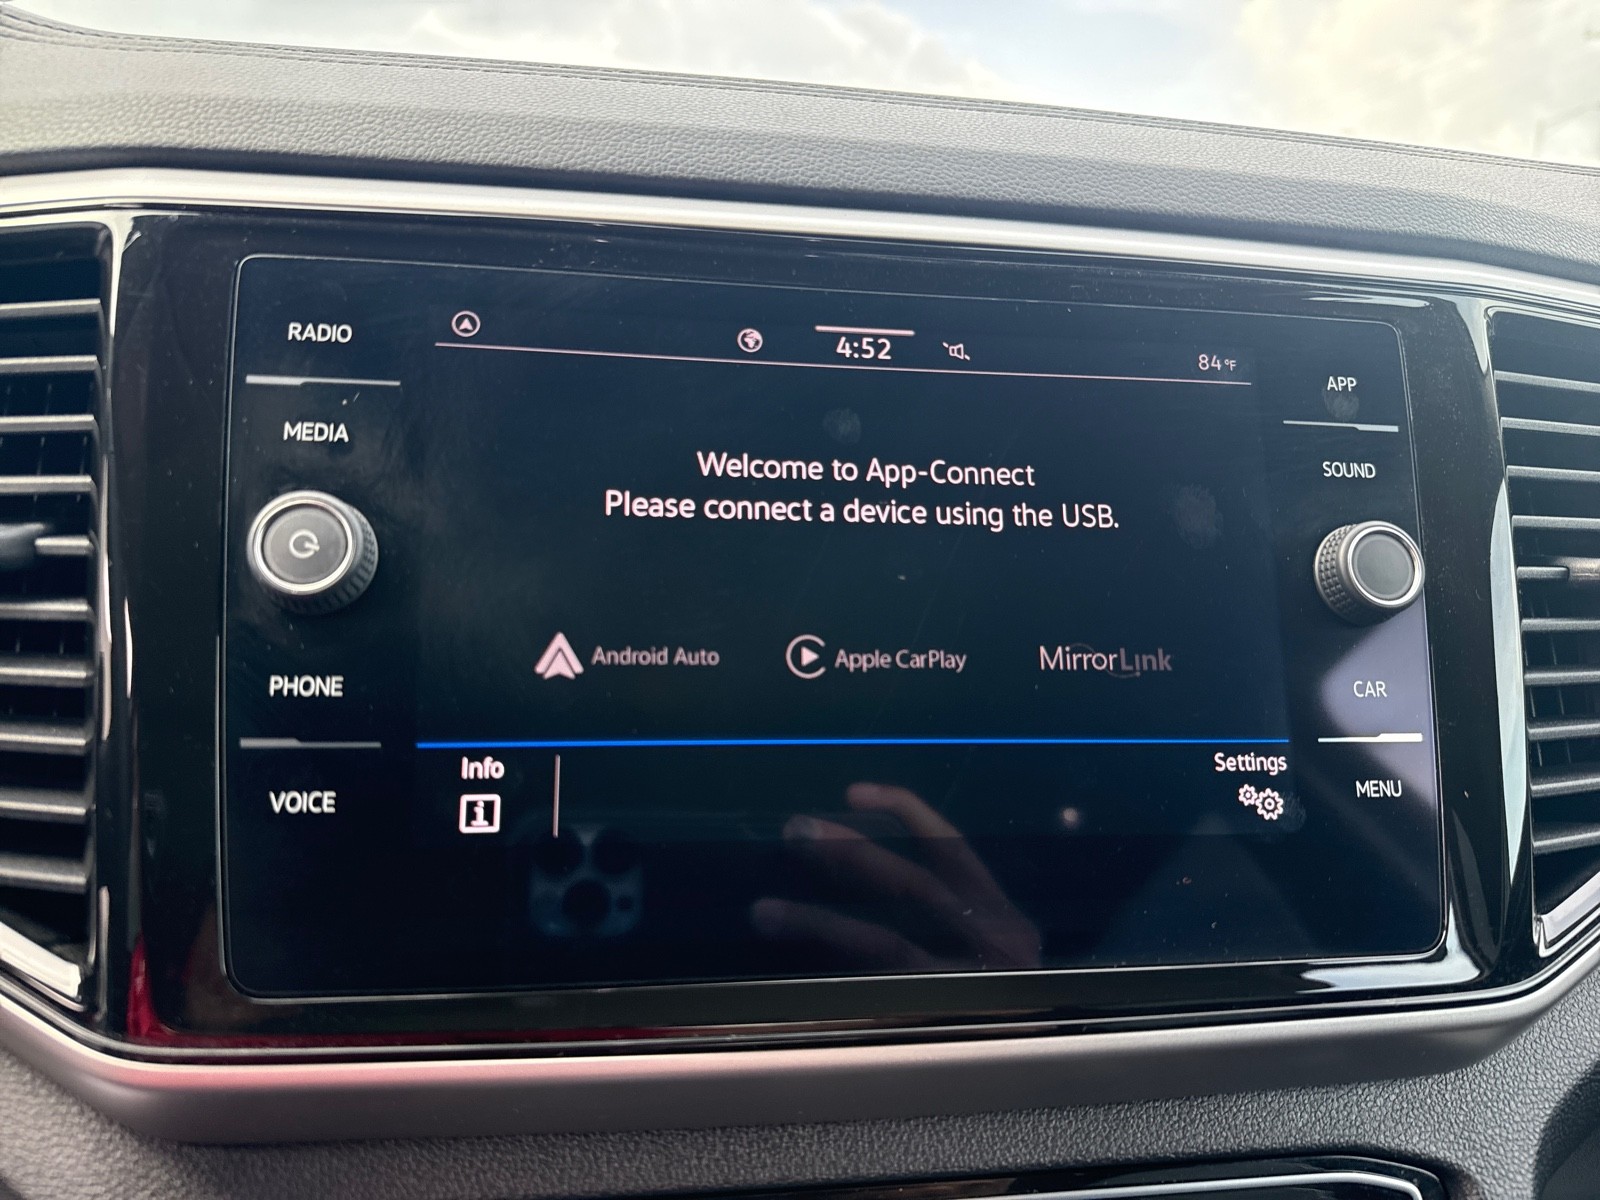 RADIO
MEDIA
PHONE
VOICE
4:52
84°F
Welcome to App-Connect
Please connect a device using the USB.
Android Auto
Apple CarPlay
MirrorLink
Info
i
Settings
APP
SOUND
CAR
MENU